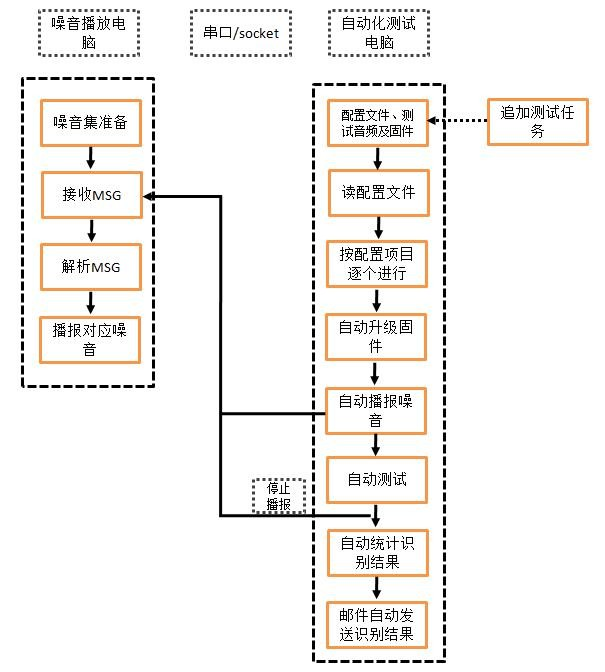 噪音播放电
脑
串口/socket
自动化测试
电脑
噪音集准备
接收MSG
解析MSG
播报对应噪
音
配置文件、测
试音频及固件
追加测试任
务
读配置文件
按配置项目
逐个进行
自动升级固
件
自动播报噪
音
自动测试
停止
播报
自动统计识
别结果
邮件自动发
送识别结果